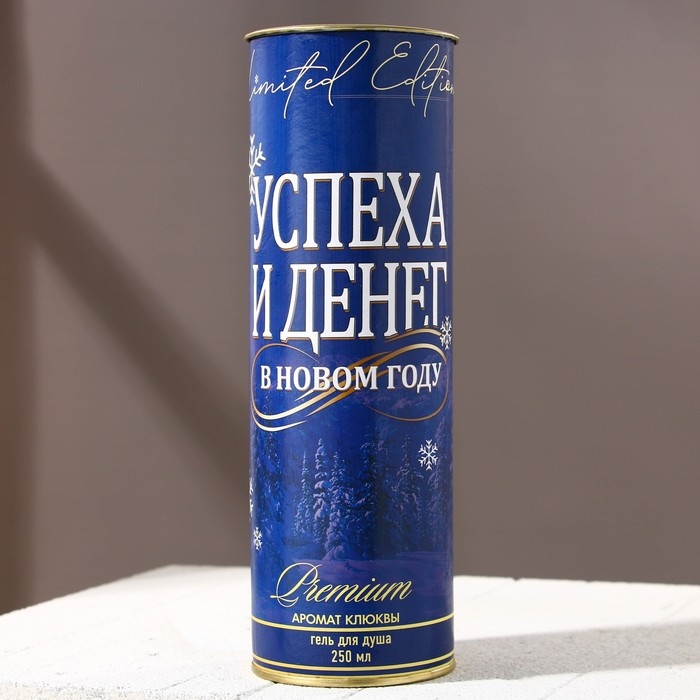 Limited Edition
УСПЕХА
И ДЕНЕГ
В НОВОМ ГОДУ
Premium
АРОМАТ КЛЮКВЫ
гель для душа
250 мл